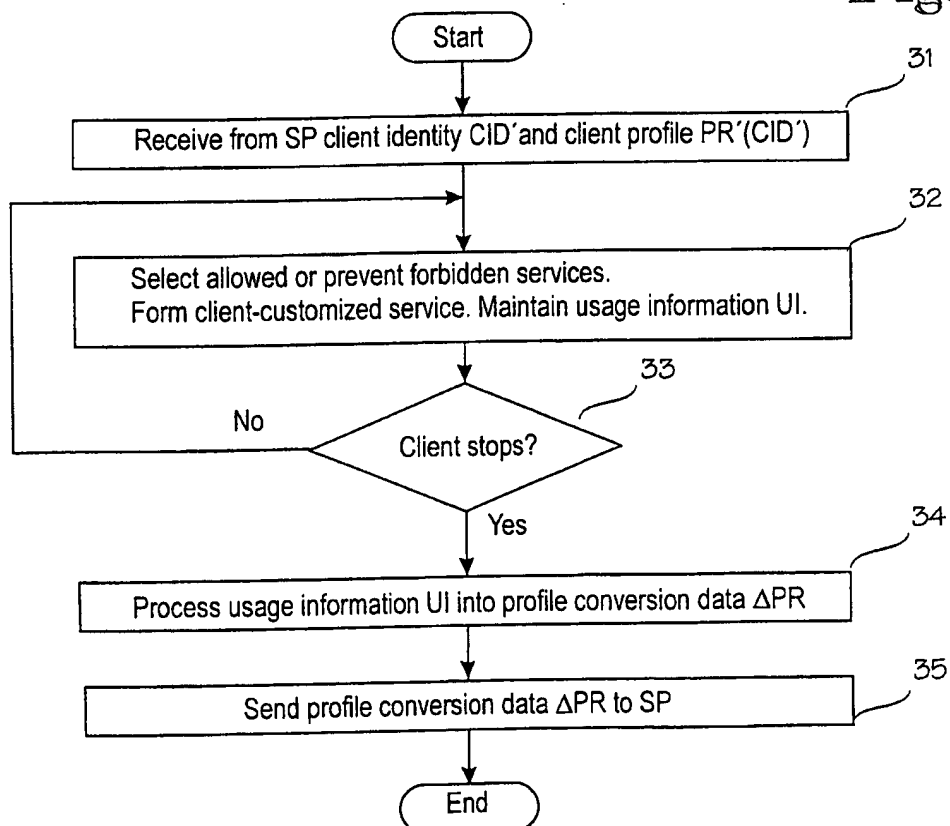 Start
31
Receive from SP client identity CID´ and client profile PR´(CID´)
32
Select allowed or prevent forbidden services.
Form client-customized service. Maintain usage information UI.
33
No
Client stops?
Yes
34
Process usage information UI into profile conversion data ΔPR
35
Send profile conversion data ΔPR to SP
End